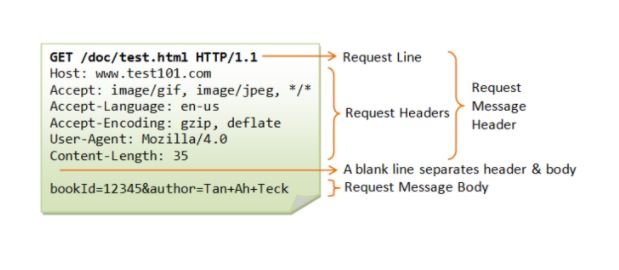 GET /doc/test.html HTTP/1.1
Host: www.test101.com
Accept: image/gif, image/jpeg, */*
Accept-Language: en-us
Accept-Encoding: gzip, deflate
User-Agent: Mozilla/4.0
Content-Length: 35
bookId=12345&author=Tan+Ah+Teck
Request Line
Request Headers
Request
Message
Header
A blank line separates header & body
Request Message Body